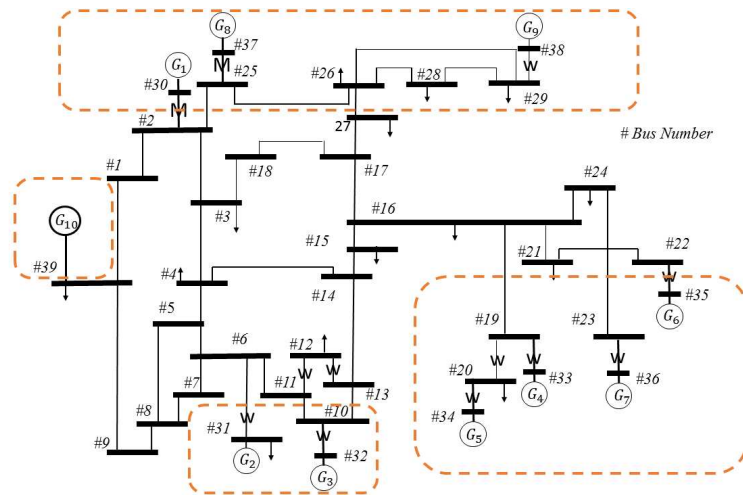 G8
#37
G9
#38
G1
M
#25
#26
W
#30
#28
#29
M
#2
27
# Bus Number
#1
#18
#17
#24
#16
G10
#3
#15
#21
#22
#39
#4
#14
W
#35
#5
G6
#19
#23
#6
#12
W
W
W
W
W
#20
#7
#11
#13
#33
#36
W
G4
G7
#8
#10
#34
#31
W
W
G5
#9
G2
#32
G3